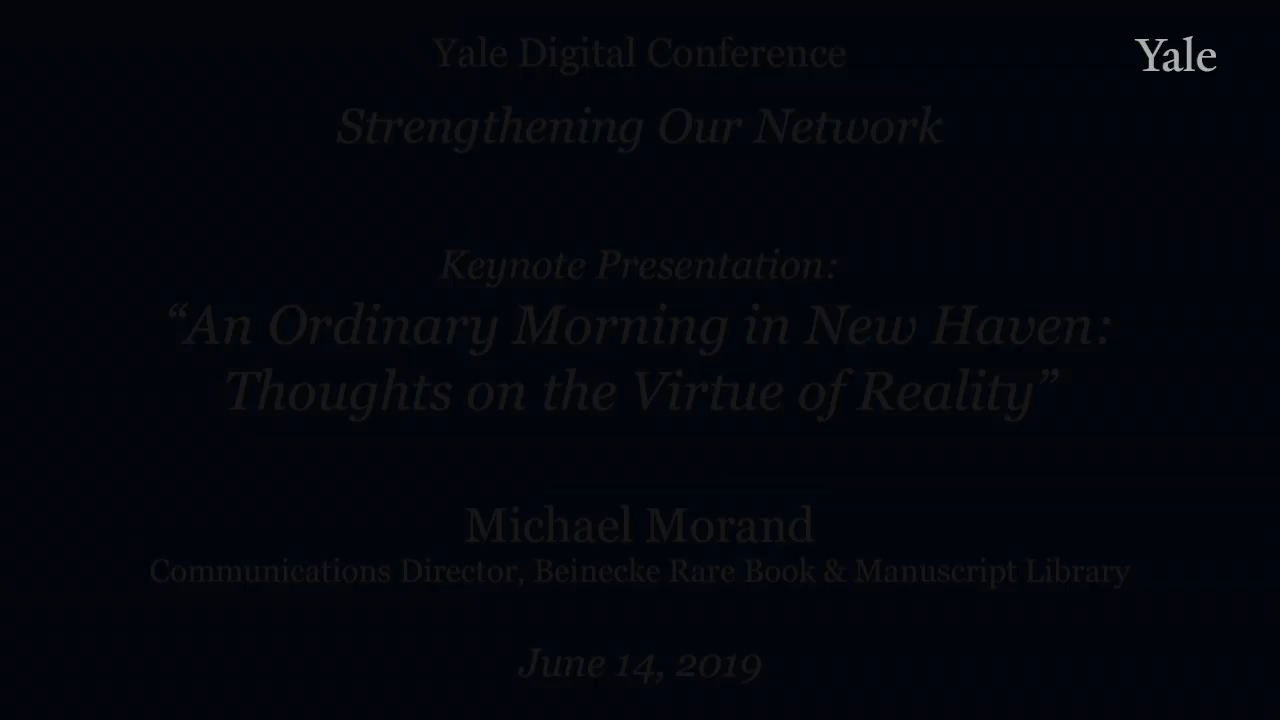 Yale Digital Conference
Yale
Strengthening Our Network
Keynote Presentation:
“An Ordinary Morning in New Haven:
Thoughts on the Virtue of Reality”
Michael Morand
Communications Director, Beinecke Rare Book & Manuscript Library
June 14, 2019